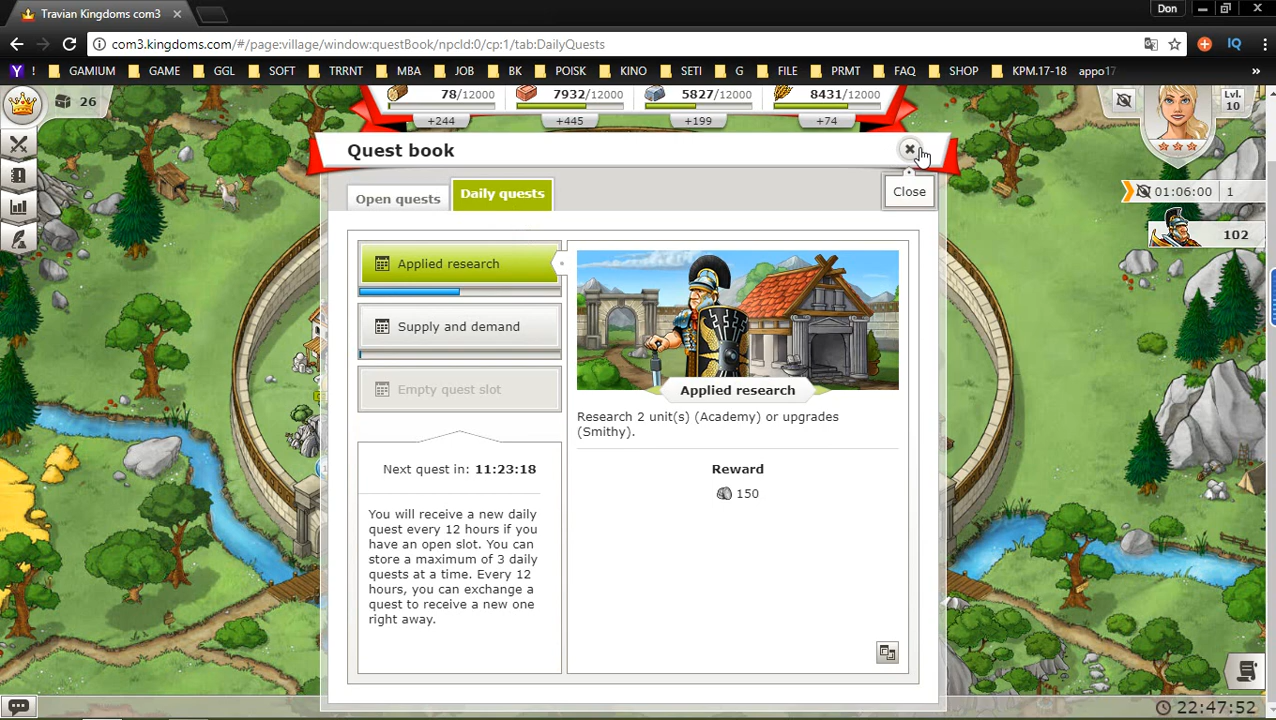 Travian Kingdoms com3
Don
com3.kingdoms.com/#/page:village/window:questBook/npcId:0/cp:1/tab:DailyQuests
IQ
Y ! GAMIUM GAME GGL SOFT TRRNT MBA JOB BK POISK KINO SETI G FILE PRMT FAQ SHOP KPM.17-18 appo17 »
26
78/12000 7932/12000 5827/12000 8431/12000
+244 +445 +199 +74
Lvl.
10
Quest book
Close
01:06:00 1
102
Open quests
Daily quests
Applied research
Supply and demand
Empty quest slot
Next quest in: 11:23:18
You will receive a new daily
quest every 12 hours if you
have an open slot. You can
store a maximum of 3 daily
quests at a time. Every 12
hours, you can exchange a
quest to receive a new one
right away.
Applied research
Research 2 unit(s) (Academy) or upgrades
(Smithy).
Reward
150
22:47:52